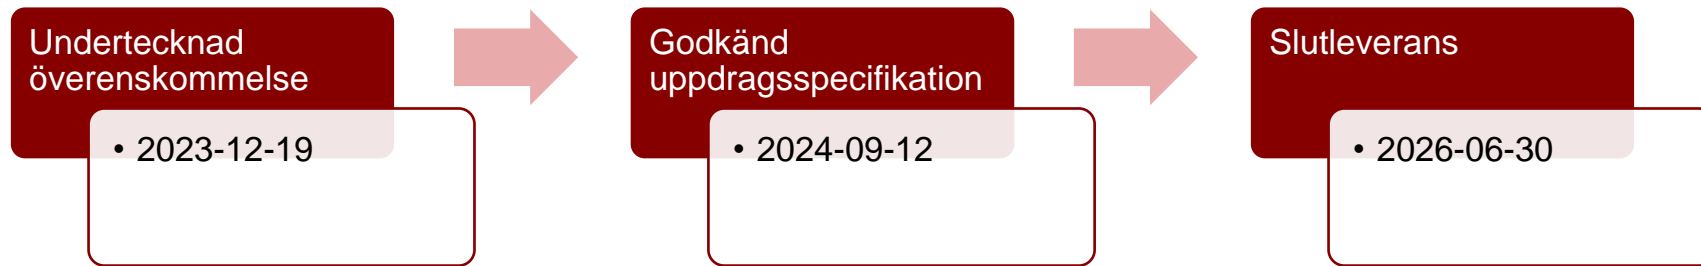 Undertecknad
överenskommelse
• 2023-12-19
Godkänd
uppdragsspecifikation
• 2024-09-12
Slutleverans
• 2026-06-30